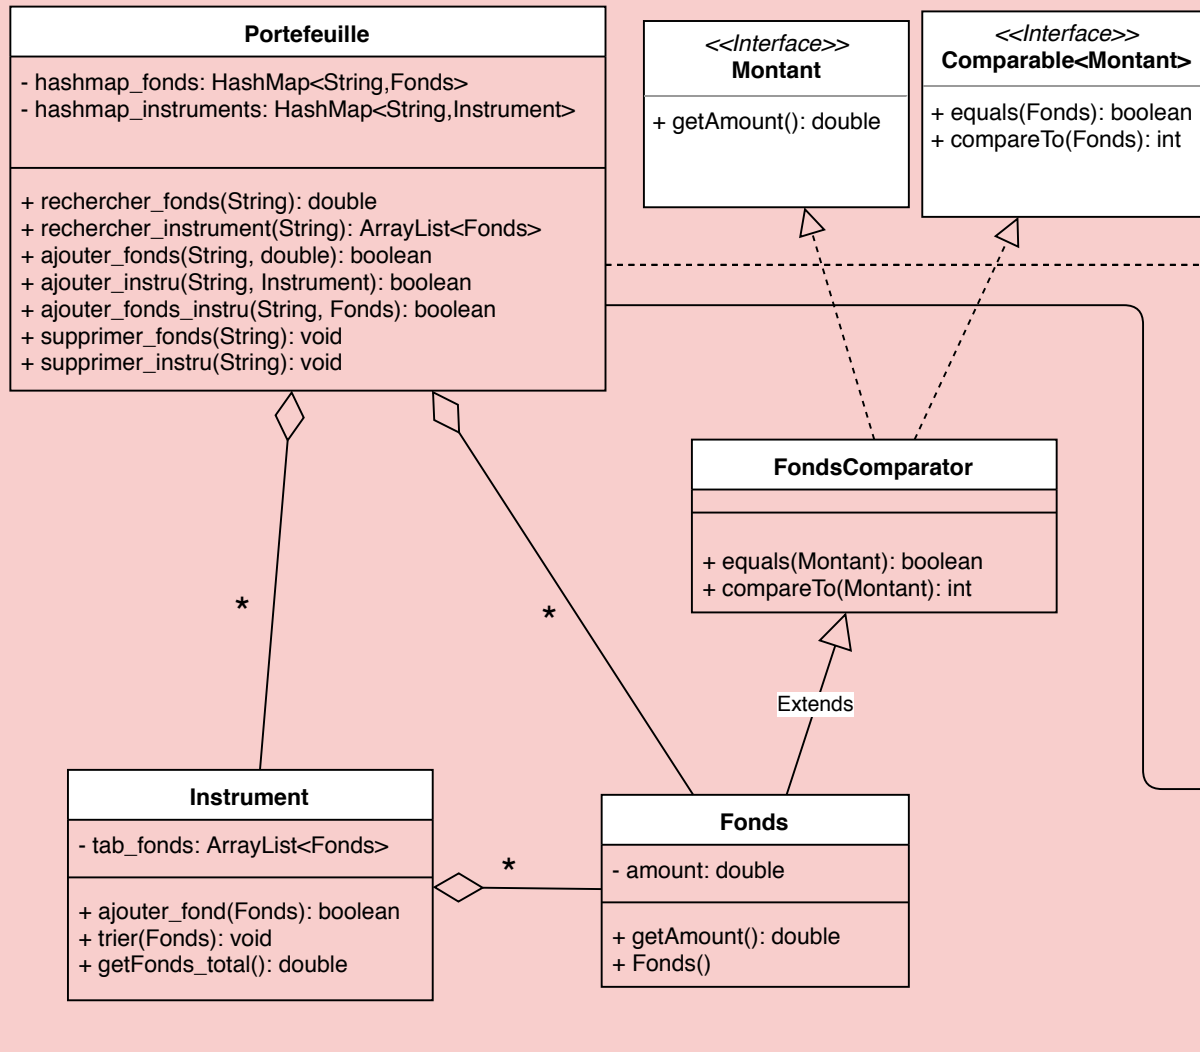 Portefeuille
- hashmap_fonds: HashMap<String,Fonds>
- hashmap_instruments: HashMap<String,Instrument>
+ rechercher_fonds(String): double
+ rechercher_instrument(String): ArrayList<Fonds>
+ ajouter_fonds(String, double): boolean
+ ajouter_instru(String, Instrument): boolean
+ ajouter_fonds_instru(String, Fonds): boolean
+ supprimer_fonds(String): void
+ supprimer_instru(String): void
<<Interface>>
Montant
+ getAmount(): double
<<Interface>>
Comparable<Montant>
+ equals(Fonds): boolean
+ compareTo(Fonds): int
FondsComparator
+ equals(Montant): boolean
+ compareTo(Montant): int
*
*
Extends
Instrument
- tab_fonds: ArrayList<Fonds>
+ ajouter_fond(Fonds): boolean
+ trier(Fonds): void
+ getFonds_total(): double
*
Fonds
- amount: double
+ getAmount(): double
+ Fonds()